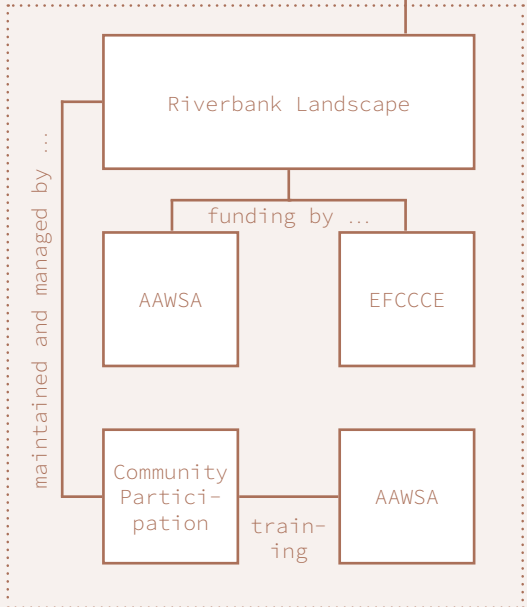 Riverbank Landscape
funding by ...
AAWSA
EFCCCE
maintained and managed by ...
Community
Partici-
pation
train-
ing
AAWSA